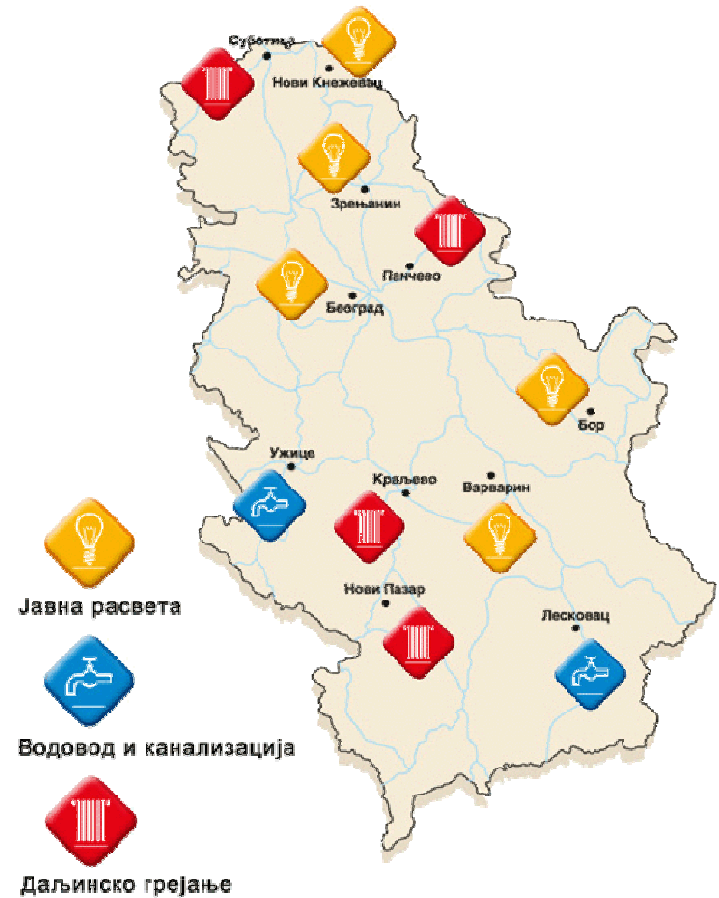 Суботица
Нови Кнежевац
Зрењанин
Панчево
Београд
Бор
Ужице
Краљево
Варварин
Нови Пазар
Лесковац
Јавна расвета
Водовод и канализација
Даљинско грејање